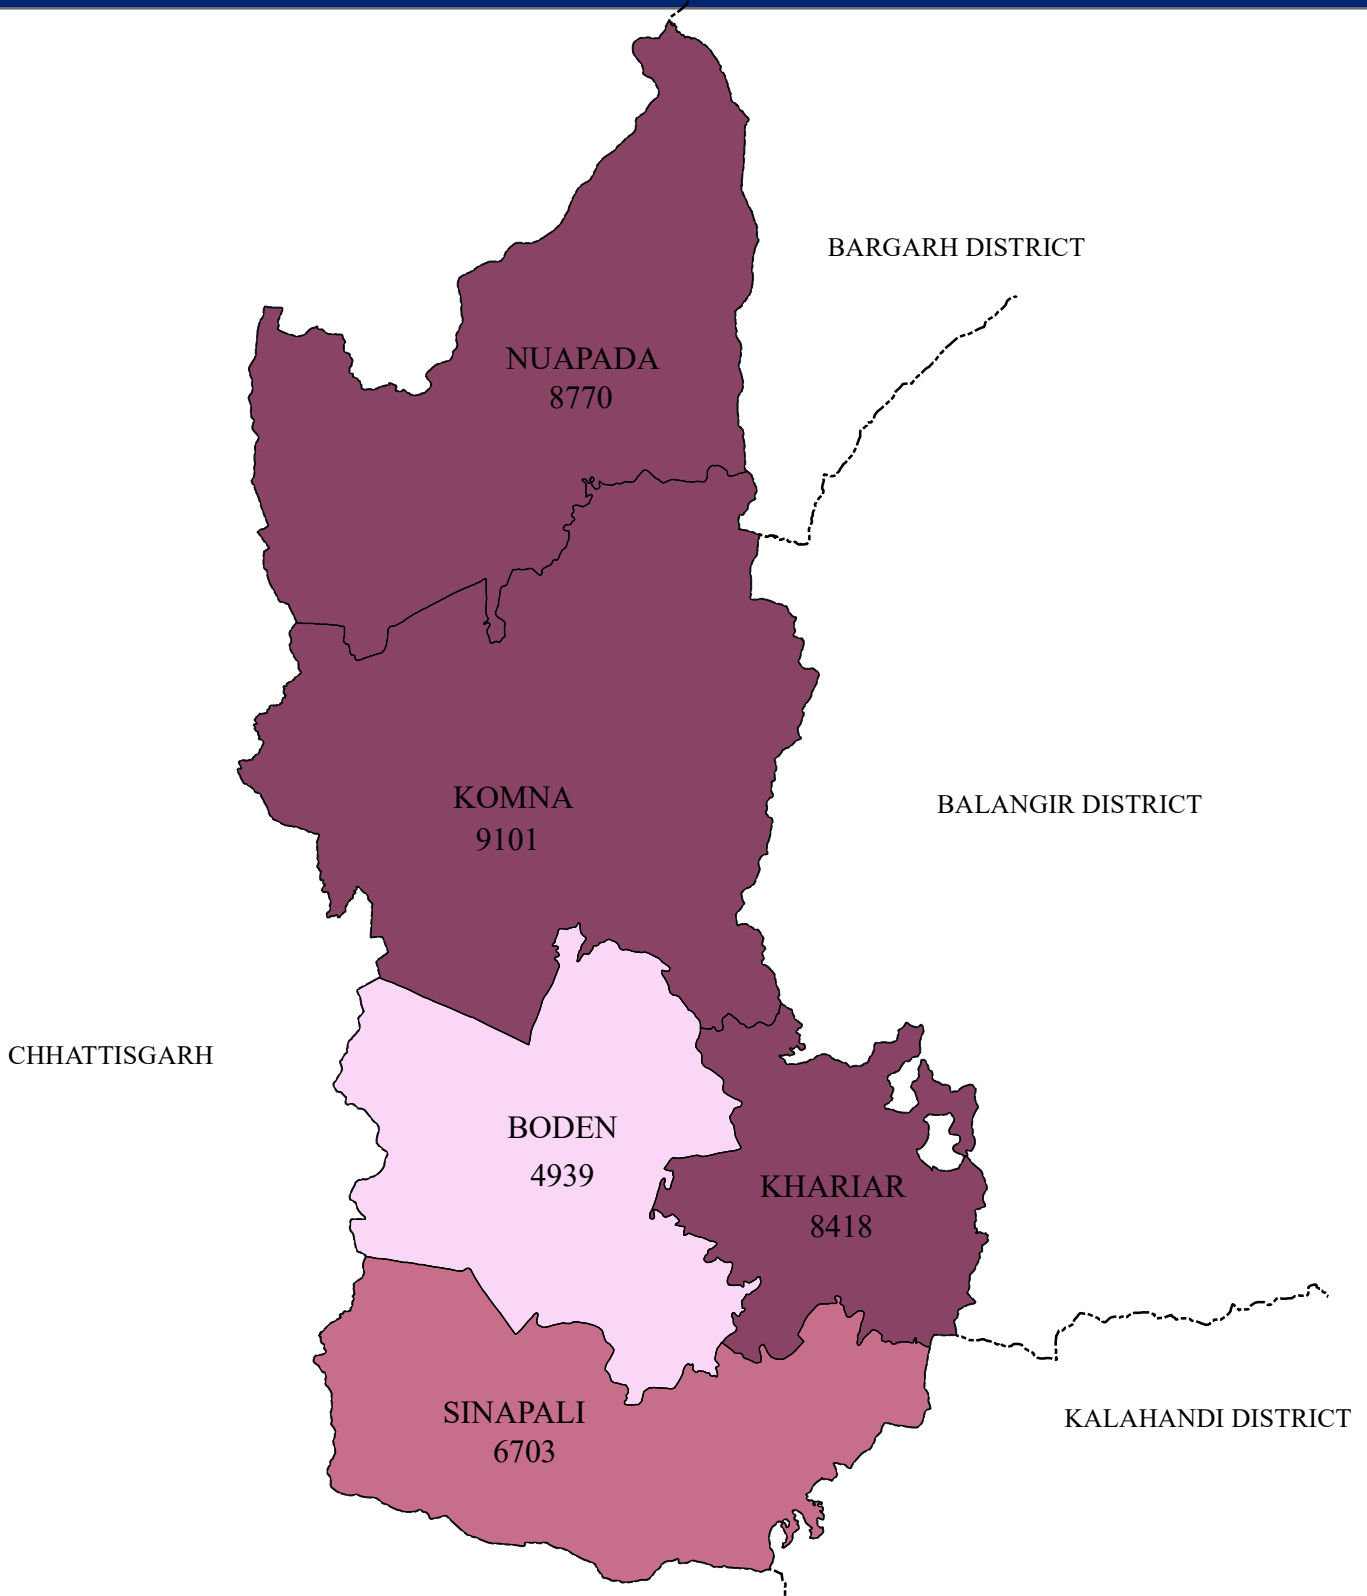 BARGARH DISTRICT
NUAPADA
8770
KOMNA
9101
BALANGIR DISTRICT
CHHATTISGARH
BODEN
4939
KHARIAR
8418
SINAPALI
6703
KALAHANDI DISTRICT